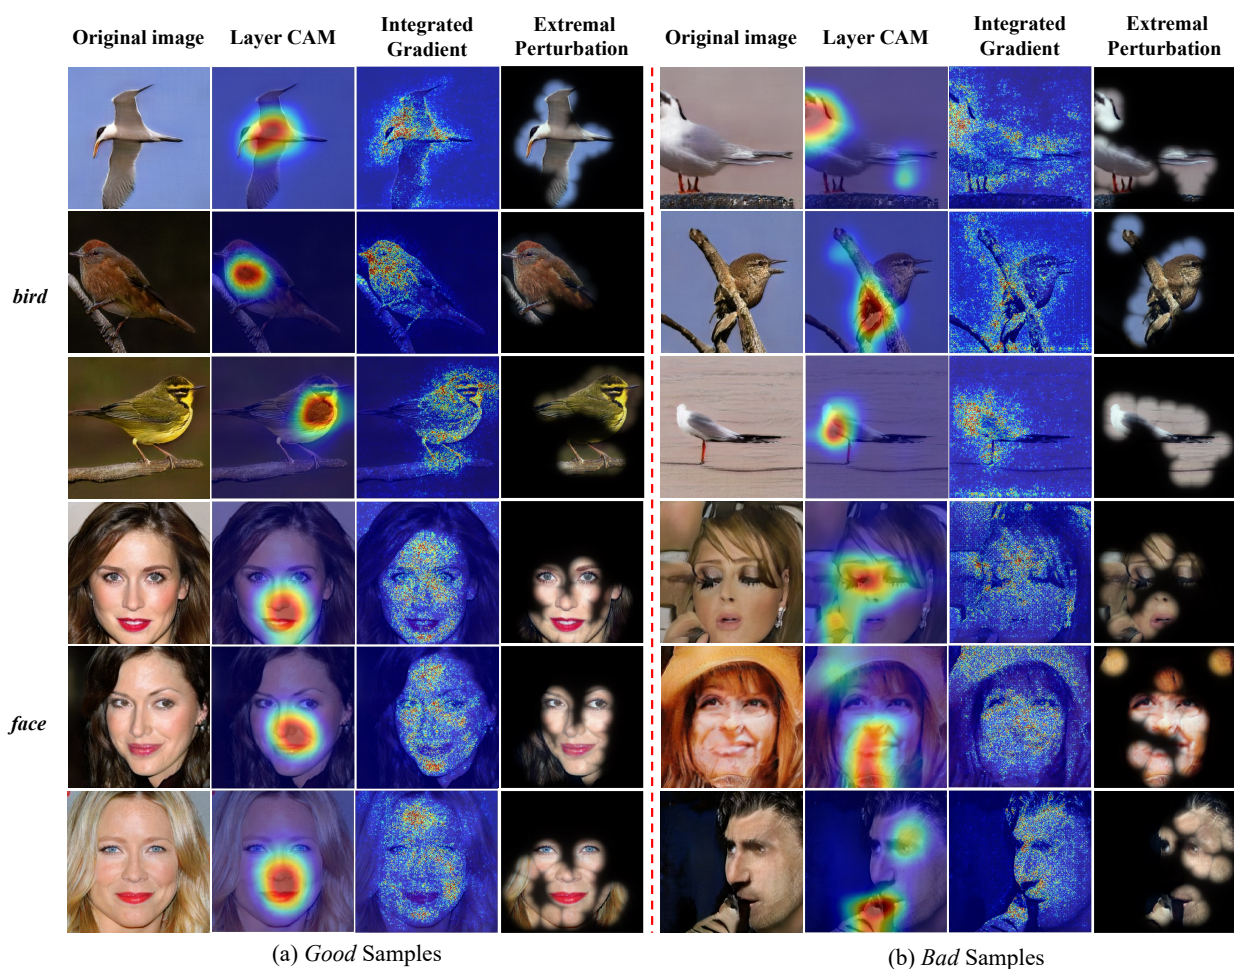 Original image
Layer CAM
Integrated
Gradient
Extremal
Perturbation
Original image
Layer CAM
Integrated
Gradient
Extremal
Perturbation
bird
face
(a) Good Samples
(b) Bad Samples